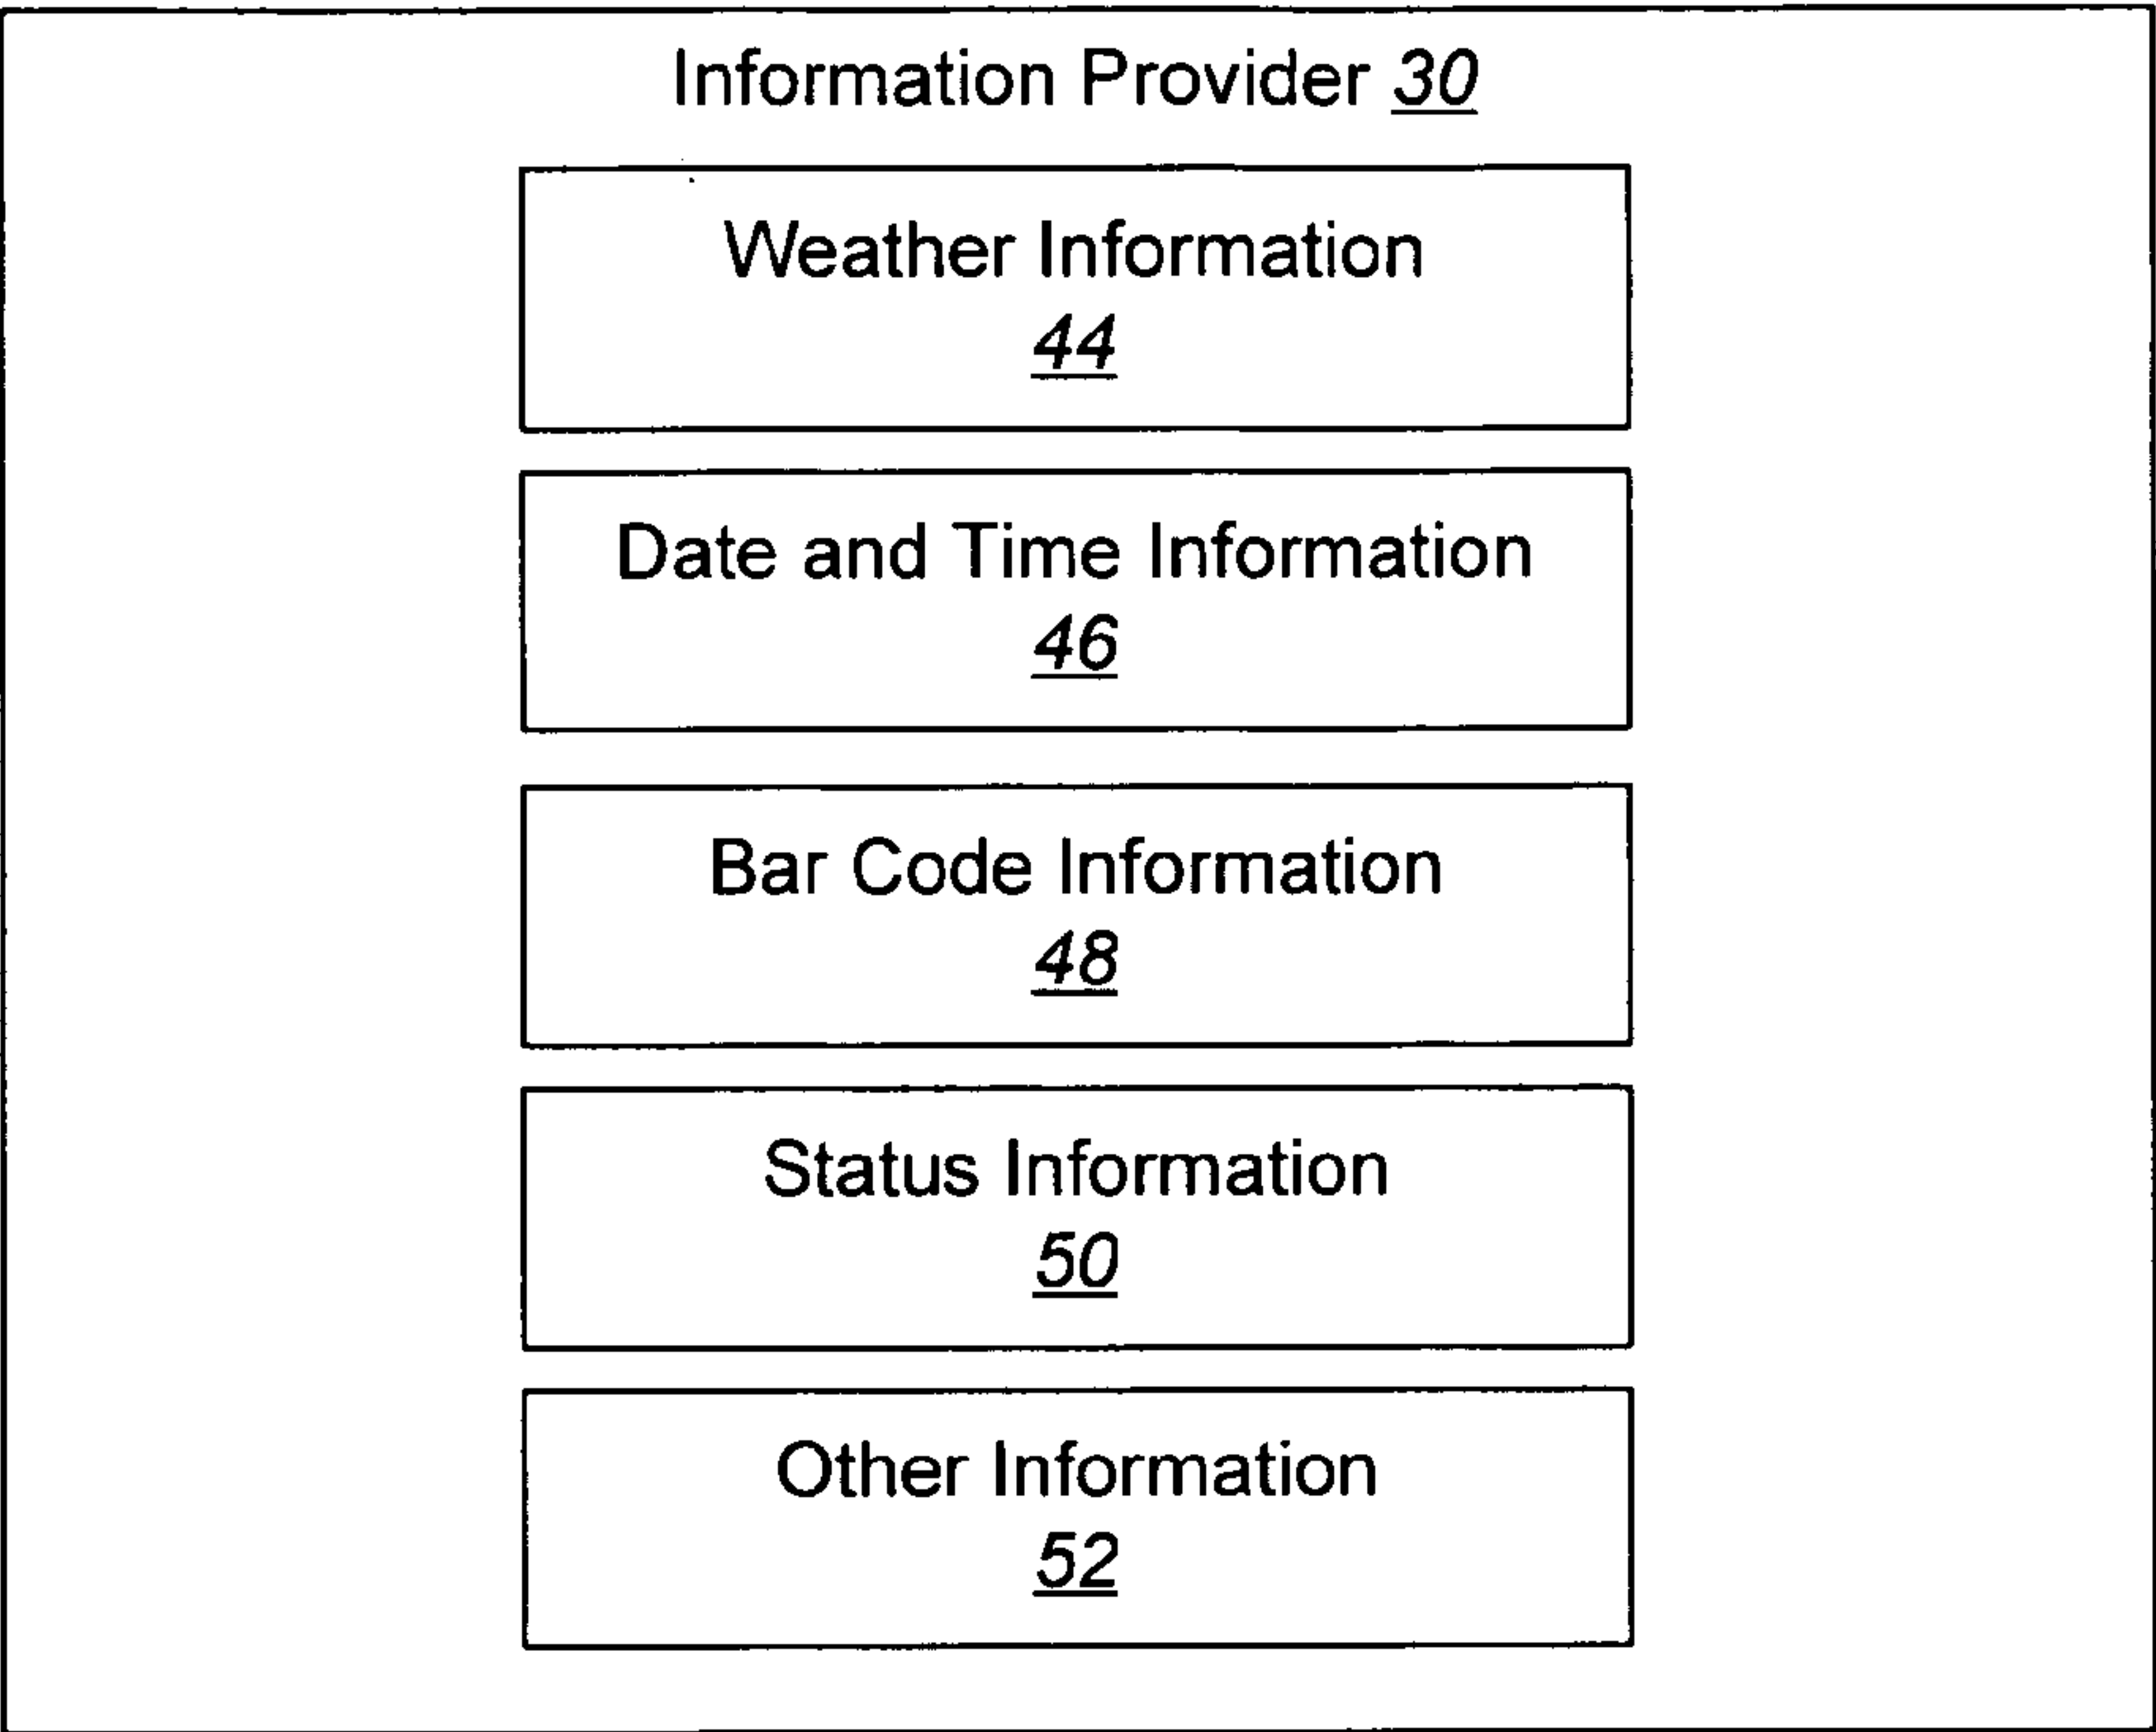 Information Provider 30
Weather Information
44
Date and Time Information
46
Bar Code Information
48
Status Information
50
Other Information
52